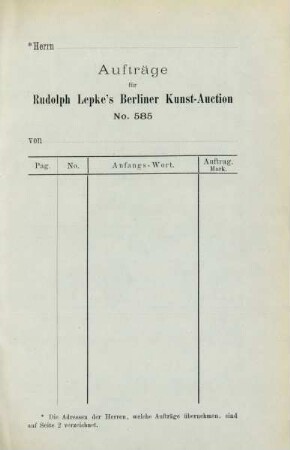 * Herrn
Aufträge
für
Rudolph Lepke's Berliner Kunst-Auction
No. 585
von
Pag. No. Anfangs-Wort. Auftrag. Mark.
* Die Adressen der Herren, welche Aufträge übernehmen, sind
auf Seite 2 verzeichnet.